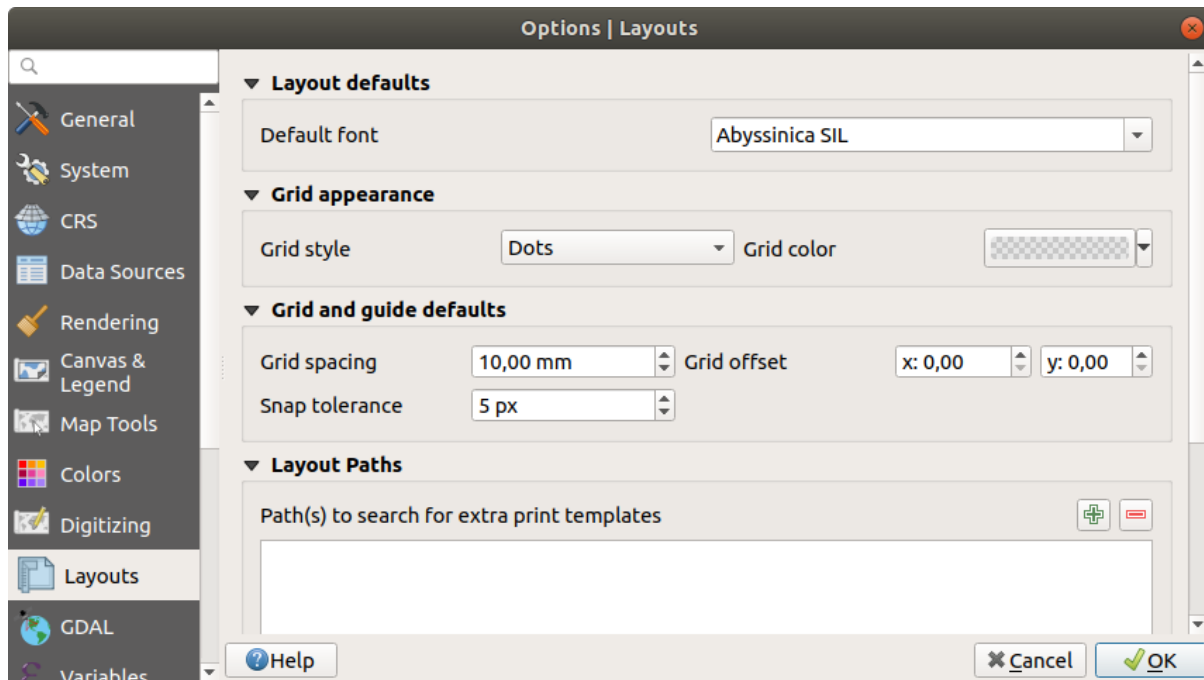 Options | Layouts
General
System
CRS
Data Sources
Rendering
Canvas &
Legend
Map Tools
Colors
Digitizing
Layouts
GDAL
Variables
Layout defaults
Default font
Abyssinica SIL
Grid appearance
Grid style
Dots
Grid color
Grid and guide defaults
Grid spacing
10,00 mm
Grid offset
x: 0,00
y: 0,00
Snap tolerance
5 px
Layout Paths
Path(s) to search for extra print templates
Help
Cancel
OK